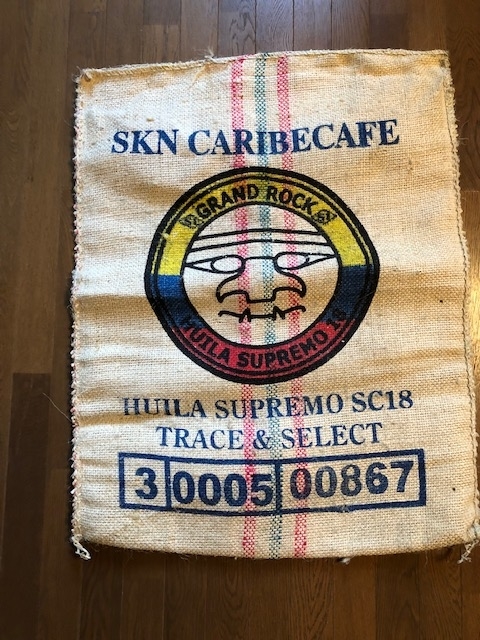 SKN CARIBECAFE
GRAND ROCK
HUILA SUPREMO 18
HUILA SUPREMO SC18
TRACE & SELECT
3 0005 00867